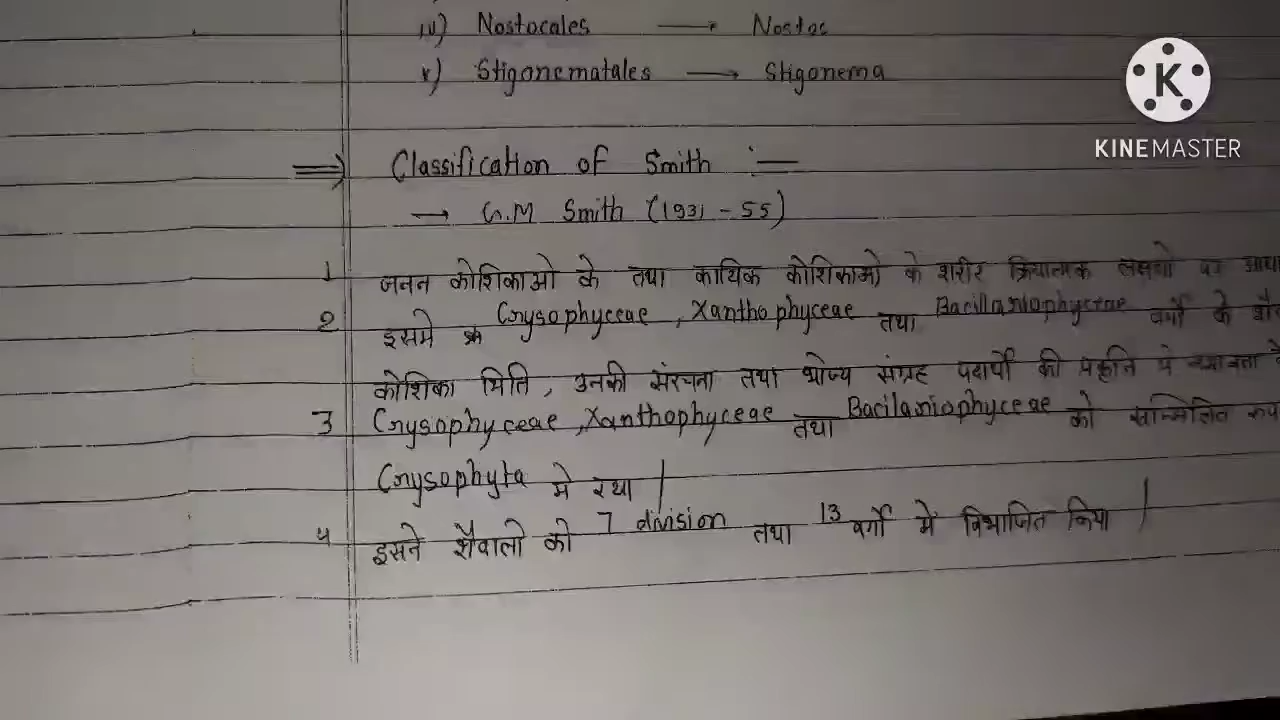 iv) Nostocales → Nostoc
v) Stigonematales → Stigonema
KINEMASTER
⇒ Classification of Smith :—
→ G.M Smith (1931 - 55)
1 जनन कोशिकाओ के तथा कायिक कोशिकाओ के शरीर क्रियात्मक लक्षणो पर
2 इसमे Crysophyceae, Xanthophyceae तथा Bacillariophyceae वर्गो के
कोशिका भिति, उनकी संरचना तथा भोज्य संग्रह पदार्थो की प्रकृति मे
3 Crysophyceae, Xanthophyceae तथा Bacilariophyceae को सम्मिलित रूप
Crysophyta मे रखा |
4 इसने शैवालो को 7 division तथा 13 वर्गो में विभाजित किया |